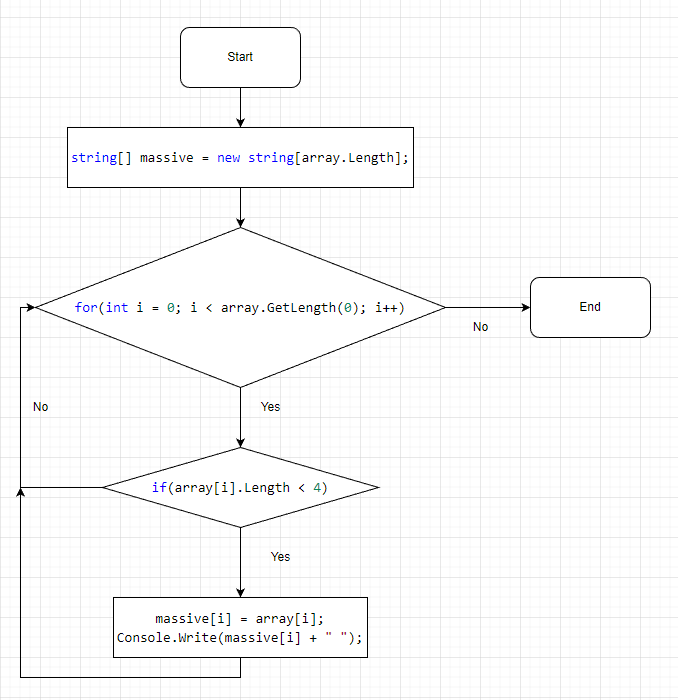 Start
string[] massive = new string[array.Length];
for(int i = 0; i < array.GetLength(0); i++)
End
No
No
Yes
if(array[i].Length < 4)
Yes
massive[i] = array[i];
Console.Write(massive[i] + " ");